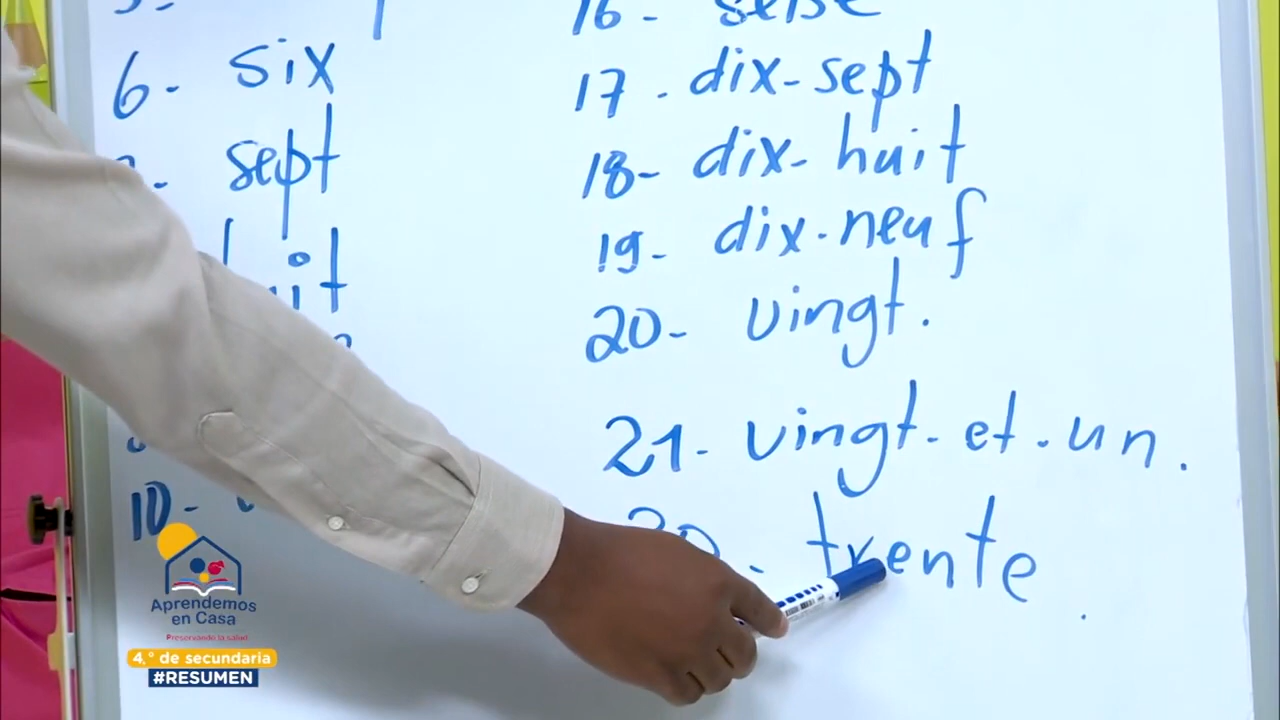 6- six
sept
10-
16- seise
17- dix-sept
18- dix-huit
19- dix-neuf
20- vingt.
21- vingt-et-un.
30- trente.
Aprendemos
en Casa
Preservando la salud
4.° de secundaria
#RESUMEN